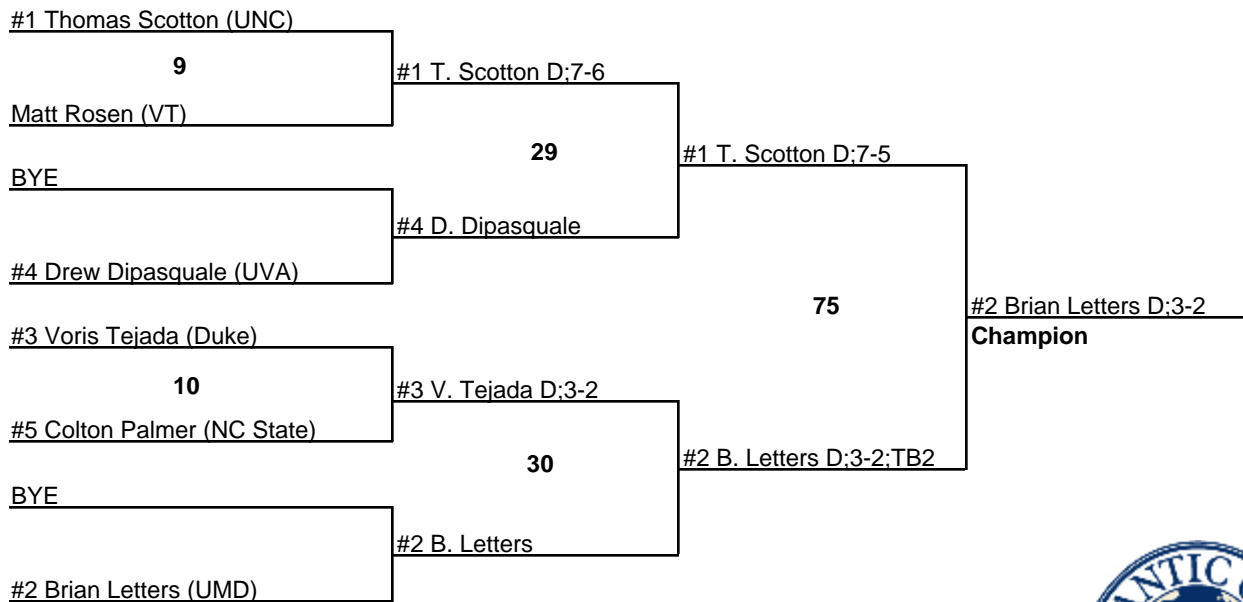 #1 Thomas Scotton (UNC)
9
#1 T. Scotton D;7-6
Matt Rosen (VT)
29
#1 T. Scotton D;7-5
BYE
#4 D. Dipasquale
#4 Drew Dipasquale (UVA)
75
#2 Brian Letters D;3-2
Champion
#3 Voris Tejada (Duke)
10
#3 V. Tejada D;3-2
#5 Colton Palmer (NC State)
30
#2 B. Letters D;3-2;TB2
BYE
#2 B. Letters
#2 Brian Letters (UMD)